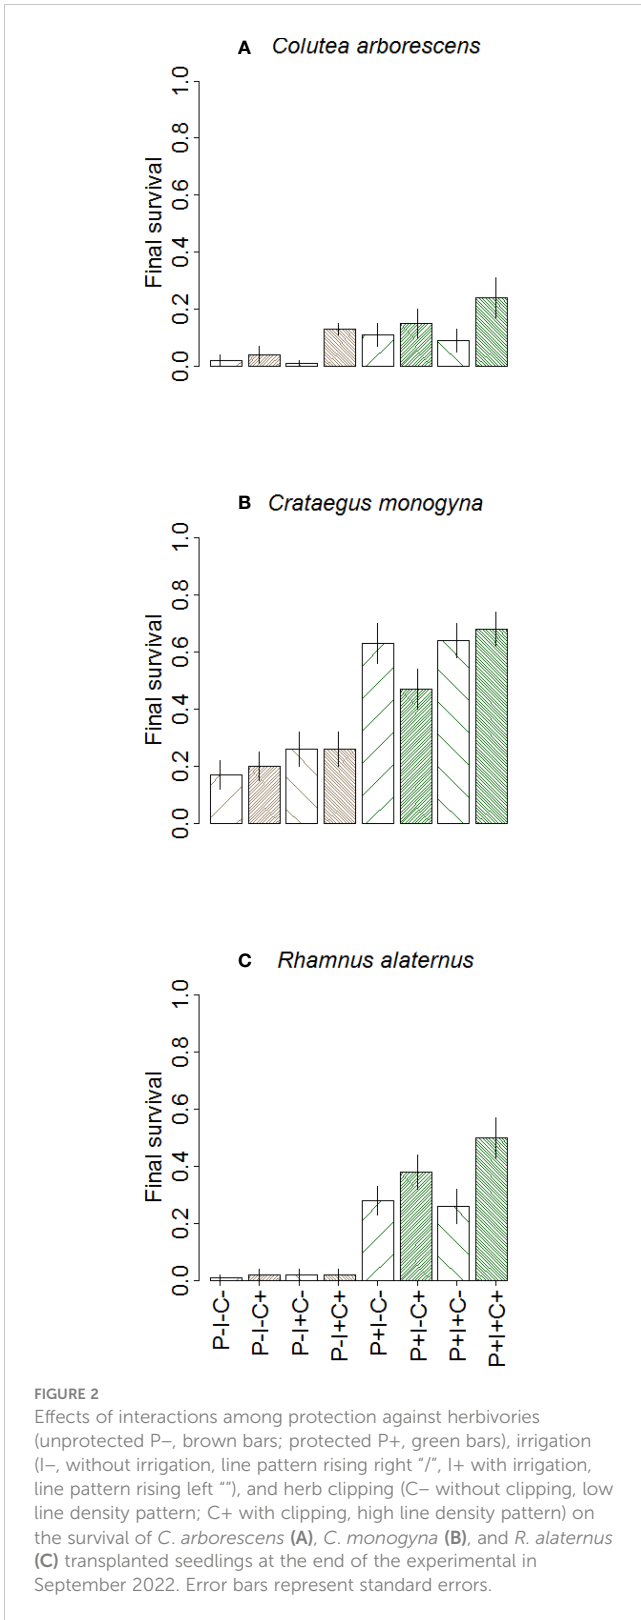 A Colutea arborescens
Final survival
0.0 0.2 0.4 0.6 0.8 1.0
B Crataegus monogyna
Final survival
0.0 0.2 0.4 0.6 0.8 1.0
C Rhamnus alaternus
Final survival
0.0 0.2 0.4 0.6 0.8 1.0
P-I-C-
P-I-C+
P-I+C-
P-I+C+
P+I-C-
P+I-C+
P+I+C-
P+I+C+
FIGURE 2
Effects of interactions among protection against herbivories
(unprotected P–, brown bars; protected P+, green bars), irrigation
(I–, without irrigation, line pattern rising right “/”, I+ with irrigation,
line pattern rising left “”), and herb clipping (C– without clipping, low
line density pattern; C+ with clipping, high line density pattern) on
the survival of C. arborescens (A), C. monogyna (B), and R. alaternus
(C) transplanted seedlings at the end of the experimental in
September 2022. Error bars represent standard errors.